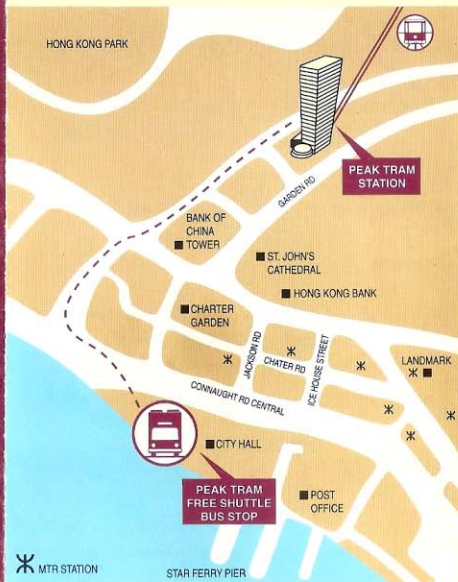 HONG KONG PARK
PEAK TRAM
STATION
GARDEN RD
BANK OF
CHINA
TOWER
ST. JOHN'S
CATHEDRAL
HONG KONG BANK
CHARTER
GARDEN
JACKSON RD
CHATER RD
ICE HOUSE STREET
LANDMARK
CONNAUGHT RD CENTRAL
CITY HALL
PEAK TRAM
FREE SHUTTLE
BUS STOP
POST
OFFICE
MTR STATION
STAR FERRY PIER